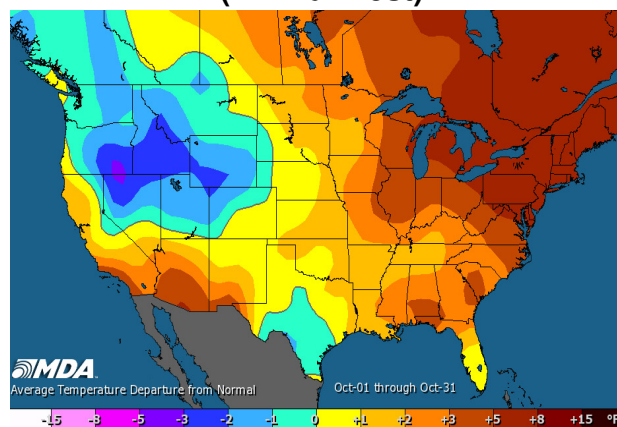 MDA
Average Temperature Departure from Normal
Oct-01 through Oct-31
-15 -8 -5 -3 -2 0 +1 +2 +3 +5 +8 +15 °F